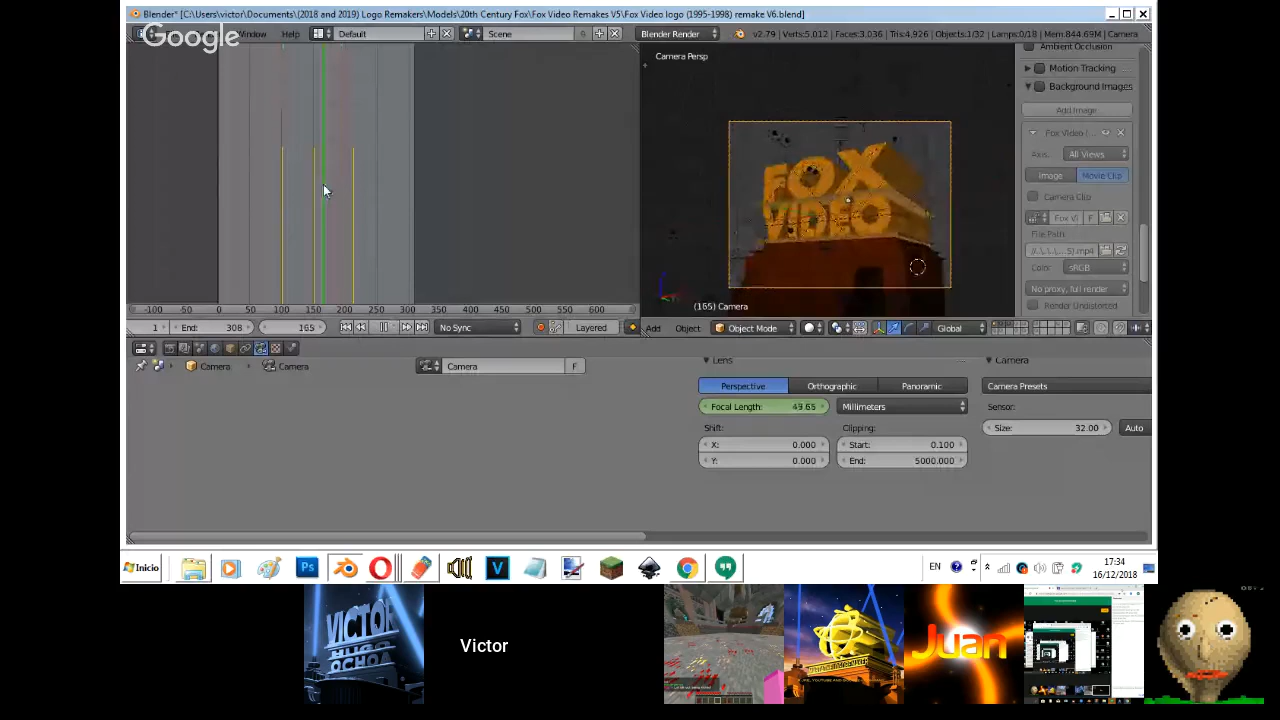 Google
Blender* [C:\Users\victor\Documents\(2018 and 2019) Logo Remakers\Models\20th Century Fox\Fox Video Remakes V5\Fox Video logo (1995-1998) remake V6.blend]
Window Help Default Scene Blender Render v2.79 | Verts:5.012 | Faces:3.036 | Tris:4.926 | Objects:1/32 | Lamps:0/18 | Mem:844.69M | Camera
Camera Persp
Ambient Occlusion
Motion Tracking
Background Images
Add Image
Fox Video (
Axis: All Views
Image Movie Clip
Camera Clip
Fox Vi F
File Path:
Color: sRGB
No proxy, full render
Render Undistorted
FOX
VIDEO
(165) Camera
-100 -50 0 50 100 150 200 250 300 350 400 450 500 550 600
1 End: 308 165 No Sync Layered Add Object Object Mode Global
Camera Camera Camera F
Lens Camera
Perspective Orthographic Panoramic Camera Presets
Focal Length: 49.65 Millimeters Sensor:
Shift: Clipping: Size: 32.00 Auto
X: 0.000 Start: 0.100
Y: 0.000 End: 5000.000
Inicio Ps V EN 17:34
16/12/2018
VICTOR
HUGO
OCHOA
Victor
Juan